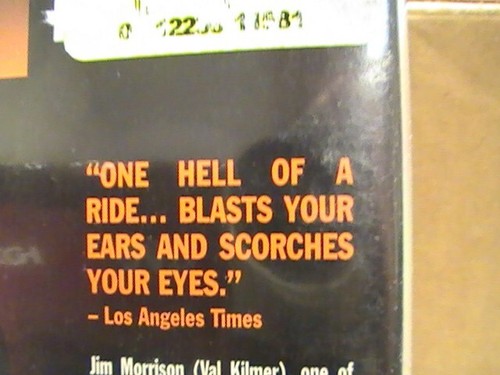 “ONE HELL OF A
RIDE... BLASTS YOUR
EARS AND SCORCHES
YOUR EYES.”
– Los Angeles Times
Jim Morrison (Val Kilmer), one of